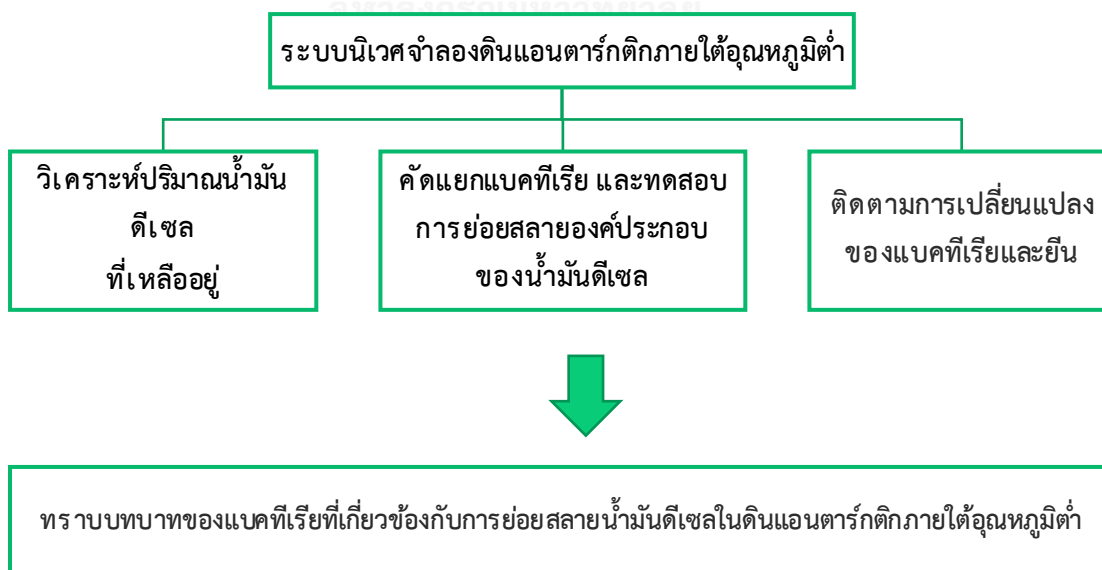 ระบบนิเวศจำลองดินแอนตาร์กติกภายใต้อุณหภูมิต่ำ
วิเคราะห์ปริมาณน้ำมัน
ดีเซล
ที่เหลืออยู่
คัดแยกแบคทีเรีย และทดสอบ
การย่อยสลายองค์ประกอบ
ของน้ำมันดีเซล
ติดตามการเปลี่ยนแปลง
ของแบคทีเรียและยีน
ทราบบทบาทของแบคทีเรียที่เกี่ยวข้องกับการย่อยสลายน้ำมันดีเซลในดินแอนตาร์กติกภายใต้อุณหภูมิต่ำ